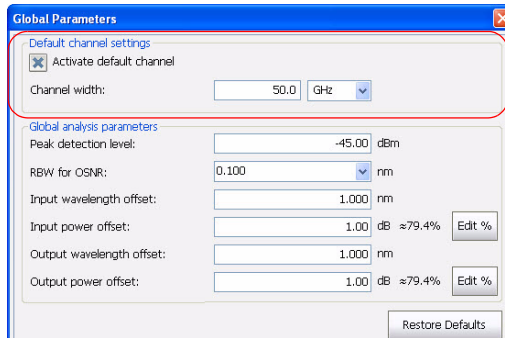 Global Parameters
Default channel settings
Activate default channel
Channel width: 50.0 GHz
Global analysis parameters
Peak detection level: -45.00 dBm
RBW for OSNR: 0.100 nm
Input wavelength offset: 1.000 nm
Input power offset: 1.00 dB ≈79.4% Edit %
Output wavelength offset: 1.000 nm
Output power offset: 1.00 dB ≈79.4% Edit %
Restore Defaults